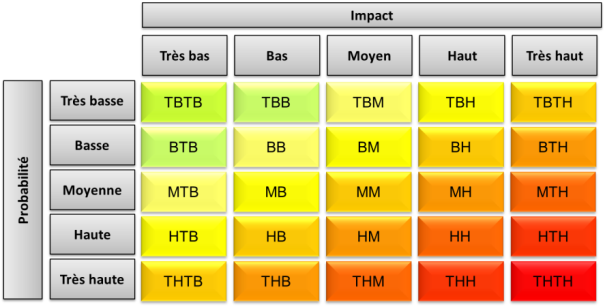 Impact
Très bas Bas Moyen Haut Très haut
Probabilité
Très basse TBTB TBB TBM TBH TBTH
Basse BTB BB BM BH BTH
Moyenne MTB MB MM MH MTH
Haute HTB HB HM HH HTH
Très haute THTB THB THM THH THTH